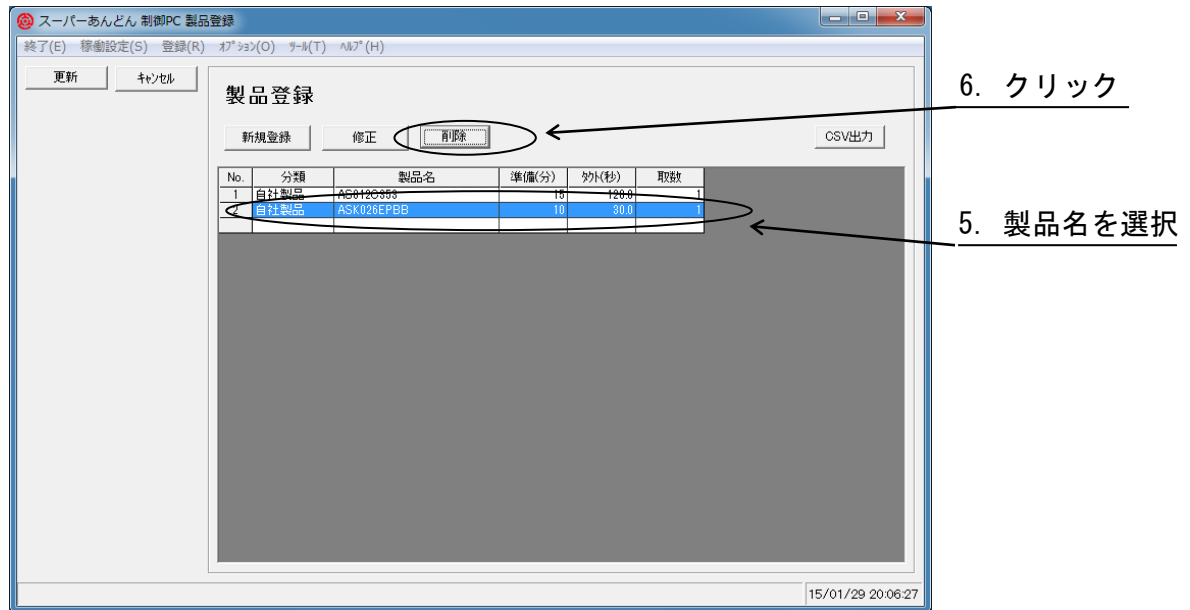 スーパーあんどん 制御PC 製品登録
終了(E) 稼働設定(S) 登録(R) ｵﾌﾟｼｮﾝ(O) ﾂｰﾙ(T) ﾍﾙﾌﾟ(H)
更新 ｷｬﾝｾﾙ
製品登録
6. クリック
新規登録 修正 削除 CSV出力
No. 分類 製品名 準備(分) ﾀｸﾄ(秒) 取数
1 自社製品 AS012C353 15 120.0 1
2 自社製品 ASK026EPBB 10 30.0 1
5. 製品名を選択
15/01/29 20:06:27